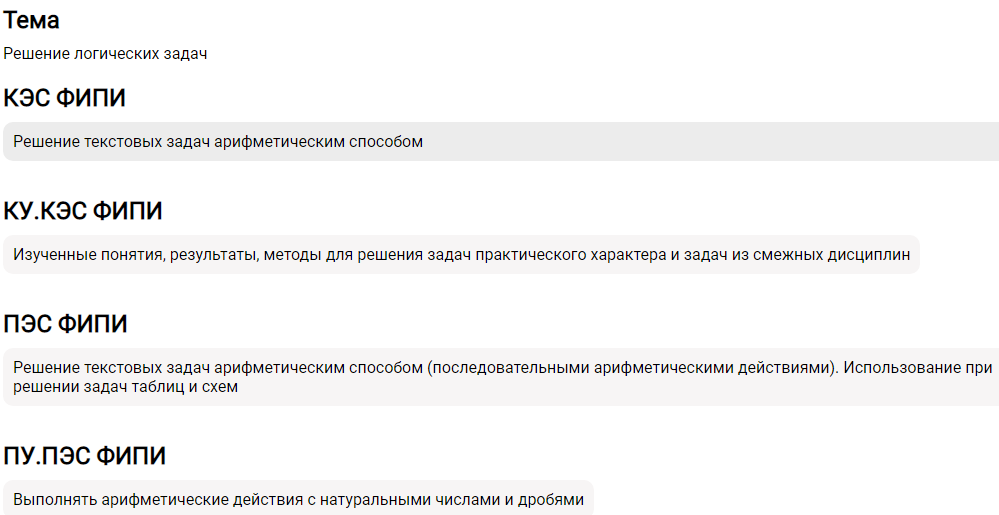 Тема
Решение логических задач
КЭС ФИПИ
Решение текстовых задач арифметическим способом
КУ.КЭС ФИПИ
Изученные понятия, результаты, методы для решения задач практического характера и задач из смежных дисциплин
ПЭС ФИПИ
Решение текстовых задач арифметическим способом (последовательными арифметическими действиями). Использование при
решении задач таблиц и схем
ПУ.ПЭС ФИПИ
Выполнять арифметические действия с натуральными числами и дробями